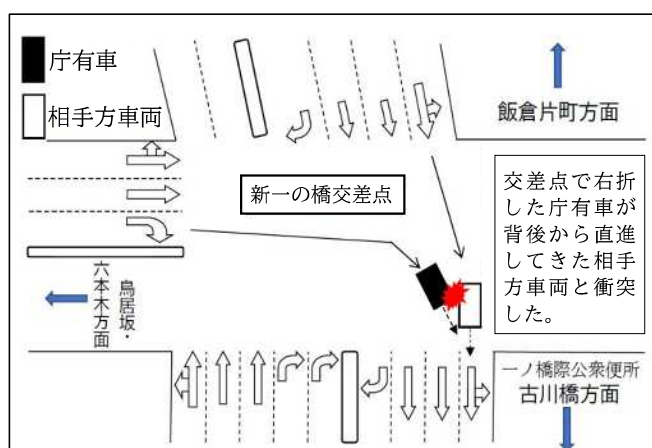 庁有車
相手方車両
飯倉片町方面
新一の橋交差点
交差点で右折
した庁有車が
背後から直進
してきた相手
方車両と衝突
した。
鳥居坂・
六本木方面
一ノ橋際公衆便所
古川橋方面